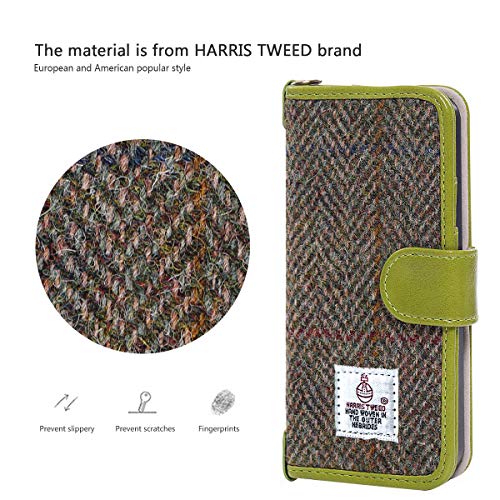 The material is from HARRIS TWEED brand
European and American popular style
Prevent slippery
Prevent scratches
Fingerprints
HARRIS TWEED ®
HAND WOVEN IN
THE OUTER
HEBRIDES